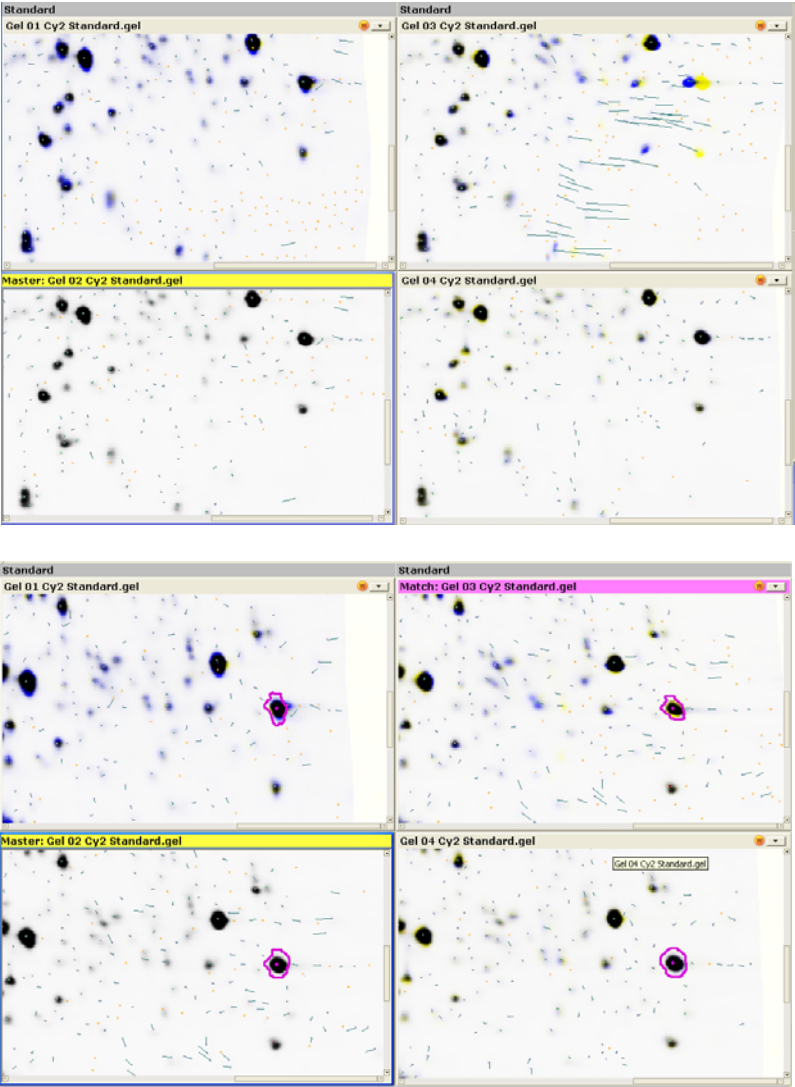 Standard
Standard
Gel 01 Cy2 Standard.gel
Gel 03 Cy2 Standard.gel
Master: Gel 02 Cy2 Standard.gel
Gel 04 Cy2 Standard.gel
Standard
Standard
Gel 01 Cy2 Standard.gel
Match: Gel 03 Cy2 Standard.gel
Master: Gel 02 Cy2 Standard.gel
Gel 04 Cy2 Standard.gel
Gel 04 Cy2 Standard.gel